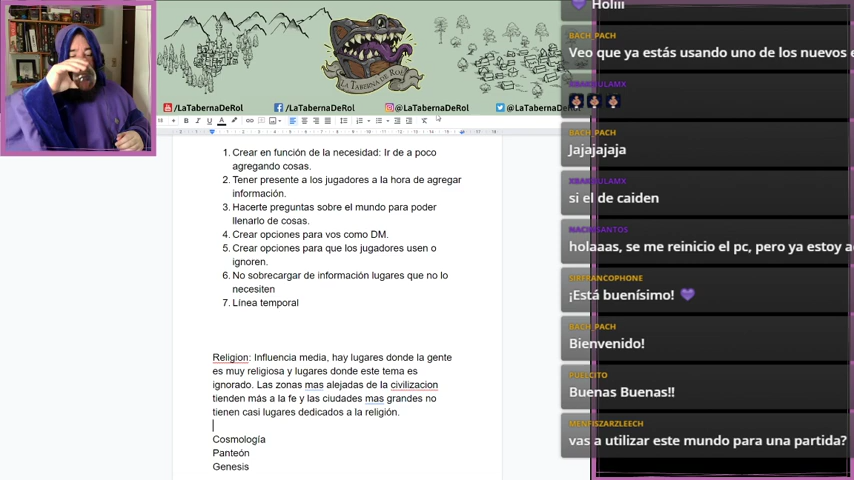 LA TABERNA DE ROL
/LaTabernaDeRol
/LaTabernaDeRol
@LaTabernaDeRol
@LaTabernaDeRo
1. Crear en función de la necesidad: Ir de a poco
agregando cosas.
2. Tener presente a los jugadores a la hora de agregar
información.
3. Hacerte preguntas sobre el mundo para poder
llenarlo de cosas.
4. Crear opciones para vos como DM.
5. Crear opciones para que los jugadores usen o
ignoren.
6. No sobrecargar de información lugares que no lo
necesiten
7. Línea temporal
Religion: Influencia media, hay lugares donde la gente
es muy religiosa y lugares donde este tema es
ignorado. Las zonas mas alejadas de la civilizacion
tienden más a la fe y las ciudades mas grandes no
tienen casi lugares dedicados a la religión.
Cosmología
Panteón
Genesis
Holiii
BACH_PACH
Veo que ya estás usando uno de los nuevos e
BACH_PACH
Jajajajaja
si el de caiden
holaaas, se me reinicio el pc, pero ya estoy a
SIRFRANCOPHONE
¡Está buenísimo!
BACH_PACH
Bienvenido!
PUELCITO
Buenas Buenas!!
MENFISZARZLEECH
vas a utilizar este mundo para una partida?